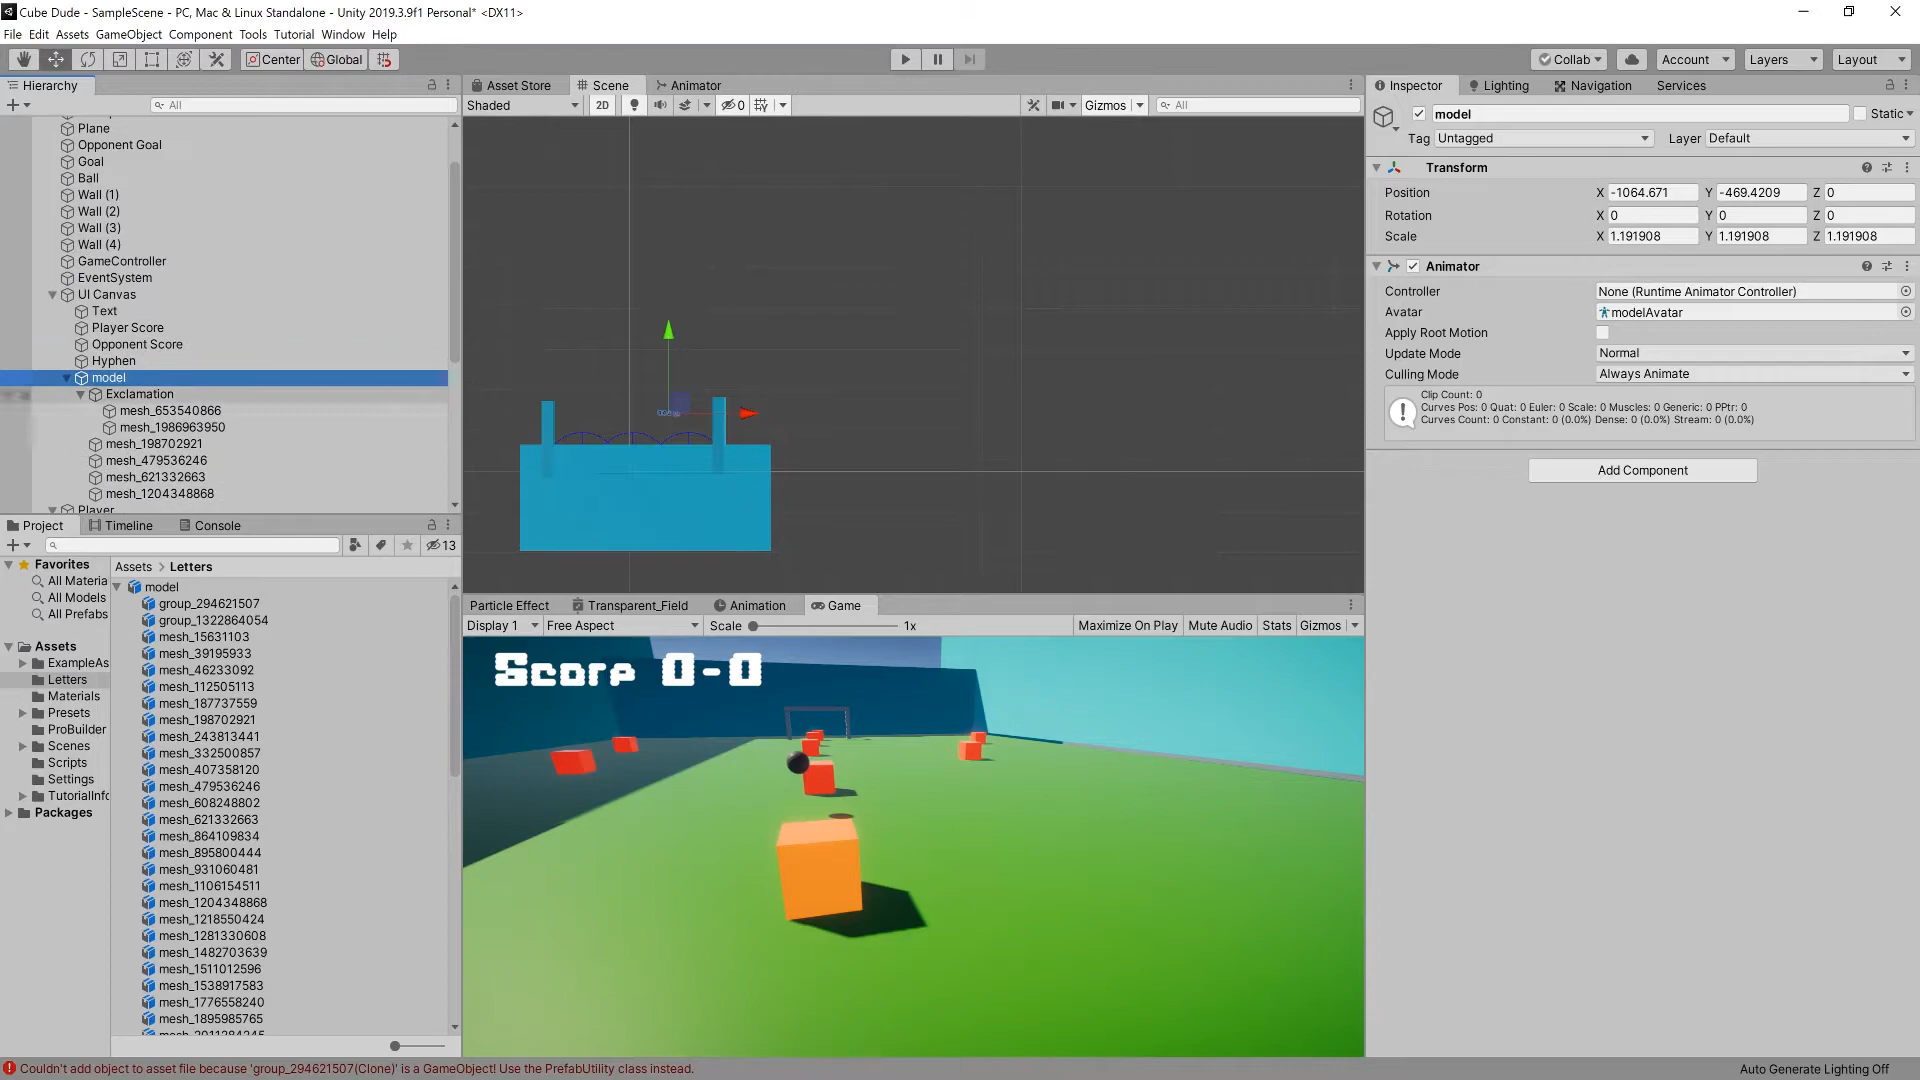 Cube Dude - SampleScene - PC, Mac & Linux Standalone - Unity 2019.3.9f1 Personal* <DX11>
File Edit Assets GameObject Component Tools Tutorial Window Help
Center Global Collab Account Layers Layout
Hierarchy
All
Plane
Opponent Goal
Goal
Ball
Wall (1)
Wall (2)
Wall (3)
Wall (4)
GameController
EventSystem
UI Canvas
Text
Player Score
Opponent Score
Hyphen
model
Exclamation
mesh_653540866
mesh_1986963950
mesh_198702921
mesh_479536246
mesh_621332663
mesh_1204348868
Player
Asset Store Scene Animator
Shaded 2D 0 Gizmos All
Inspector Lighting Navigation Services
model Static
Tag Untagged Layer Default
Transform
Position X -1064.671 Y -469.4209 Z 0
Rotation X 0 Y 0 Z 0
Scale X 1.191908 Y 1.191908 Z 1.191908
Animator
Controller None (Runtime Animator Controller)
Avatar modelAvatar
Apply Root Motion
Update Mode Normal
Culling Mode Always Animate
Clip Count: 0
Curves Pos: 0 Quat: 0 Euler: 0 Scale: 0 Muscles: 0 Generic: 0 PPtr: 0
Curves Count: 0 Constant: 0 (0.0%) Dense: 0 (0.0%) Stream: 0 (0.0%)
Add Component
Project Timeline Console
13
Favorites
All Materia
All Models
All Prefabs
Assets
ExampleAs
Letters
Materials
Presets
ProBuilder
Scenes
Scripts
Settings
TutorialInfo
Packages
Assets > Letters
model
group_294621507
group_1322864054
mesh_15631103
mesh_39195933
mesh_46233092
mesh_112505113
mesh_187737559
mesh_198702921
mesh_243813441
mesh_332500857
mesh_407358120
mesh_479536246
mesh_608248802
mesh_621332663
mesh_864109834
mesh_895800444
mesh_931060481
mesh_1106154511
mesh_1204348868
mesh_1218550424
mesh_1281330608
mesh_1482703639
mesh_1511012596
mesh_1538917583
mesh_1776558240
mesh_1895985765
Particle Effect Transparent_Field Animation Game
Display 1 Free Aspect Scale 1x Maximize On Play Mute Audio Stats Gizmos
Score 0-0
Couldn't add object to asset file because 'group_294621507(Clone)' is a GameObject! Use the PrefabUtility class instead.
Auto Generate Lighting Off